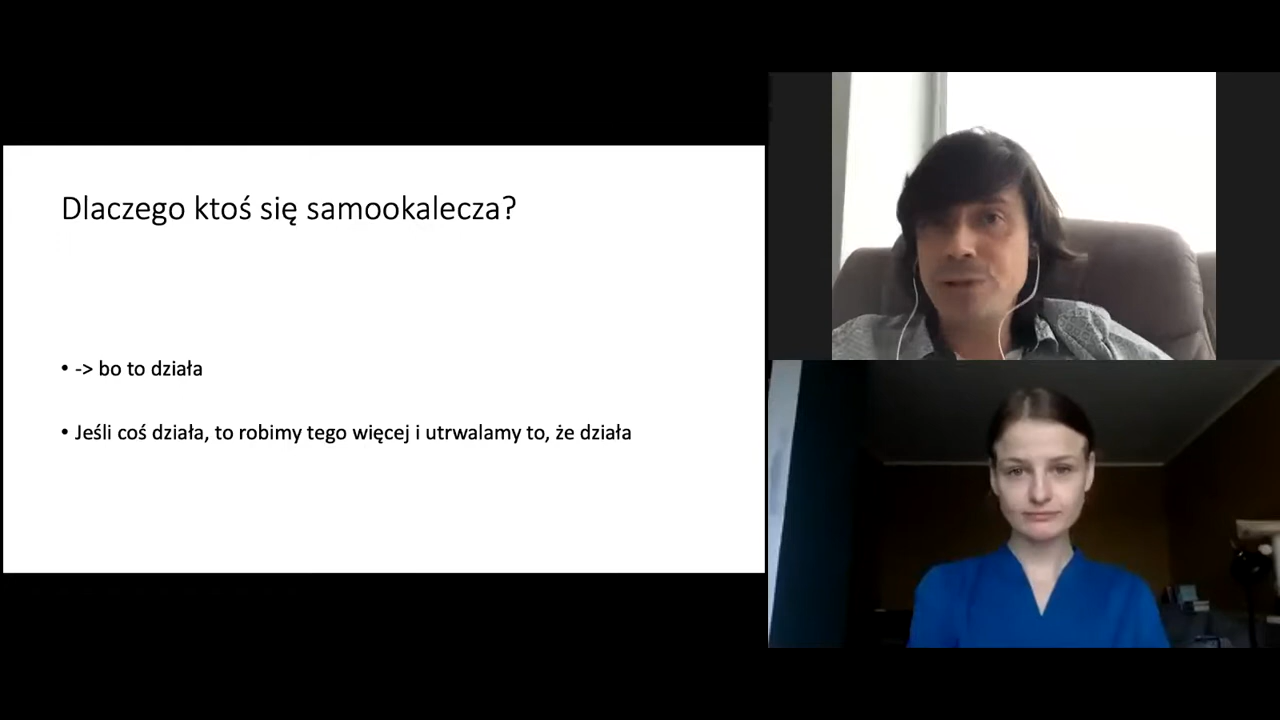 Dlaczego ktoś się samookalecza?
• -> bo to działa
• Jeśli coś działa, to robimy tego więcej i utrwalamy to, że działa